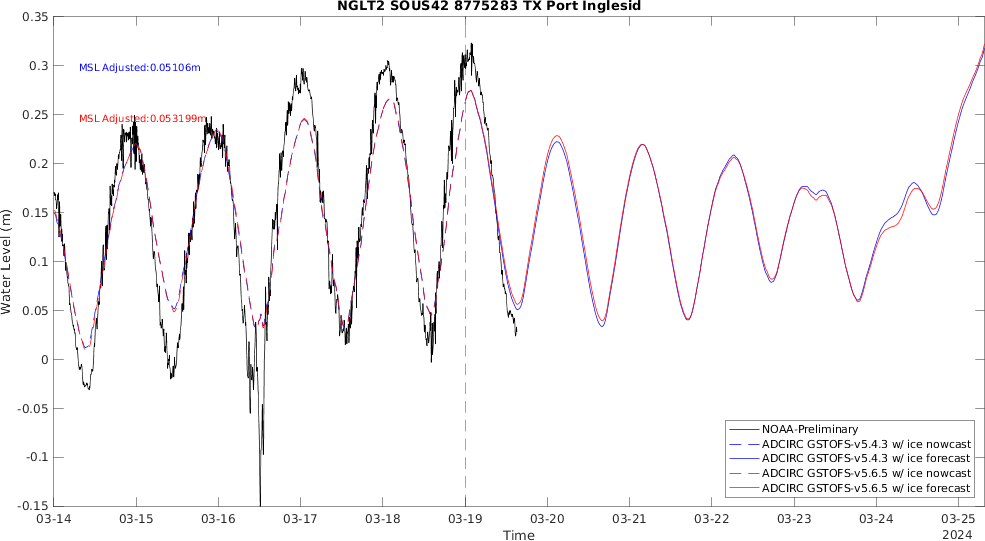 NGLT2 SOUS42 8775283 TX Port Inglesid
0.35
0.3
0.25
0.2
0.15
0.1
0.05
0
-0.05
-0.1
-0.15
Water Level (m)
MSL Adjusted:0.05106m
MSL Adjusted:0.053199m
NOAA-Preliminary
ADCIRC GSTOFS-v5.4.3 w/ ice nowcast
ADCIRC GSTOFS-v5.4.3 w/ ice forecast
ADCIRC GSTOFS-v5.6.5 w/ ice nowcast
ADCIRC GSTOFS-v5.6.5 w/ ice forecast
03-14 03-15 03-16 03-17 03-18 03-19 03-20 03-21 03-22 03-23 03-24 03-25
2024
Time